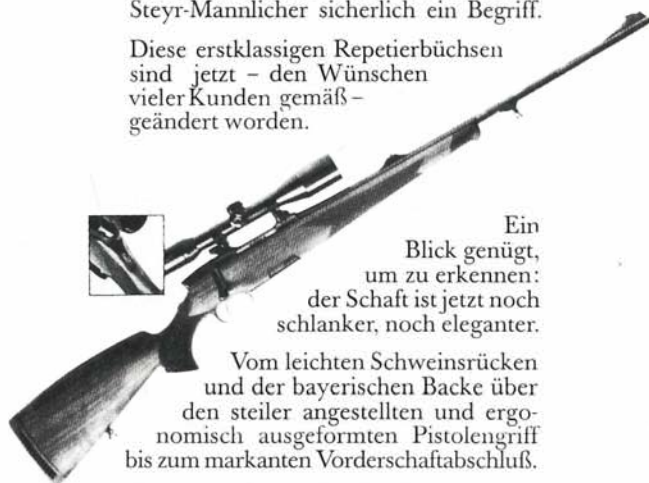 Steyr-Mannlicher sicherlich ein Begriff.
Diese erstklassigen Repetierbüchsen
sind jetzt – den Wünschen
vieler Kunden gemäß –
geändert worden.
Ein
Blick genügt,
um zu erkennen:
der Schaft ist jetzt noch
schlanker, noch eleganter.
Vom leichten Schweinsrücken
und der bayerischen Backe über
den steiler angestellten und ergo-
nomisch ausgeformten Pistolengriff
bis zum markanten Vorderschaftabschluß.